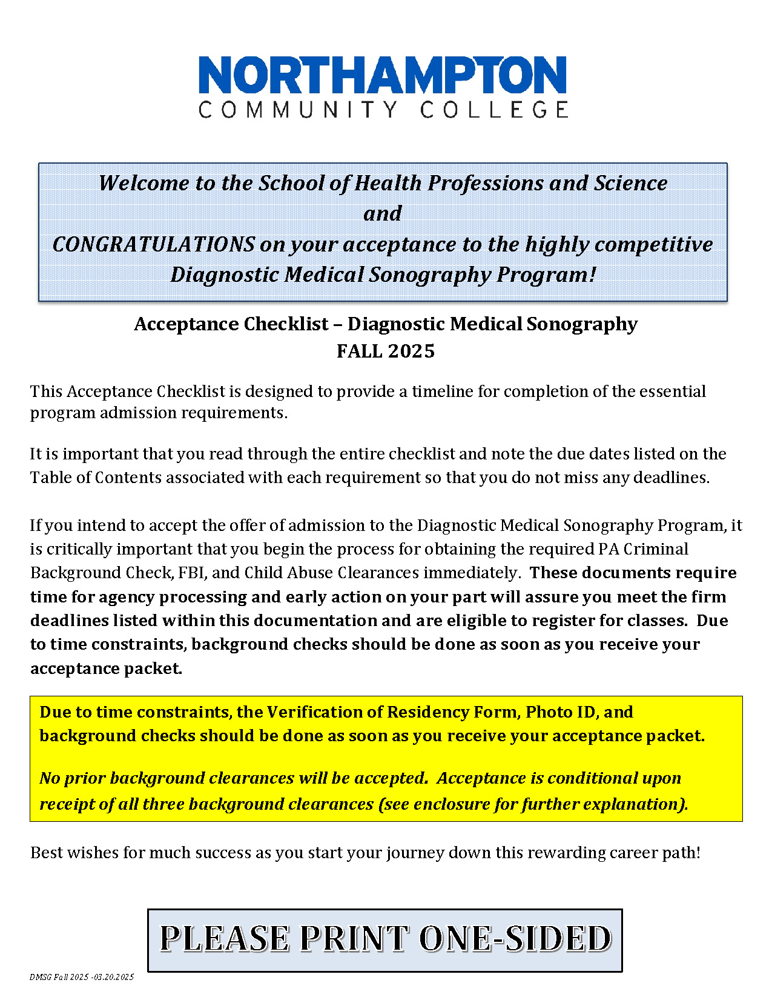 NORTHAMPTON
COMMUNITY COLLEGE
Welcome to the School of Health Professions and Science
and
CONGRATULATIONS on your acceptance to the highly competitive
Diagnostic Medical Sonography Program!
Acceptance Checklist – Diagnostic Medical Sonography
FALL 2025
This Acceptance Checklist is designed to provide a timeline for completion of the essential
program admission requirements.
It is important that you read through the entire checklist and note the due dates listed on the
Table of Contents associated with each requirement so that you do not miss any deadlines.
If you intend to accept the offer of admission to the Diagnostic Medical Sonography Program, it
is critically important that you begin the process for obtaining the required PA Criminal
Background Check, FBI, and Child Abuse Clearances immediately.  These documents require
time for agency processing and early action on your part will assure you meet the firm
deadlines listed within this documentation and are eligible to register for classes.  Due
to time constraints, background checks should be done as soon as you receive your
acceptance packet.
Due to time constraints, the Verification of Residency Form, Photo ID, and
background checks should be done as soon as you receive your acceptance packet.
No prior background clearances will be accepted.  Acceptance is conditional upon
receipt of all three background clearances (see enclosure for further explanation).
Best wishes for much success as you start your journey down this rewarding career path!
PLEASE PRINT ONE-SIDED
DMSG Fall 2025 -03.20.2025